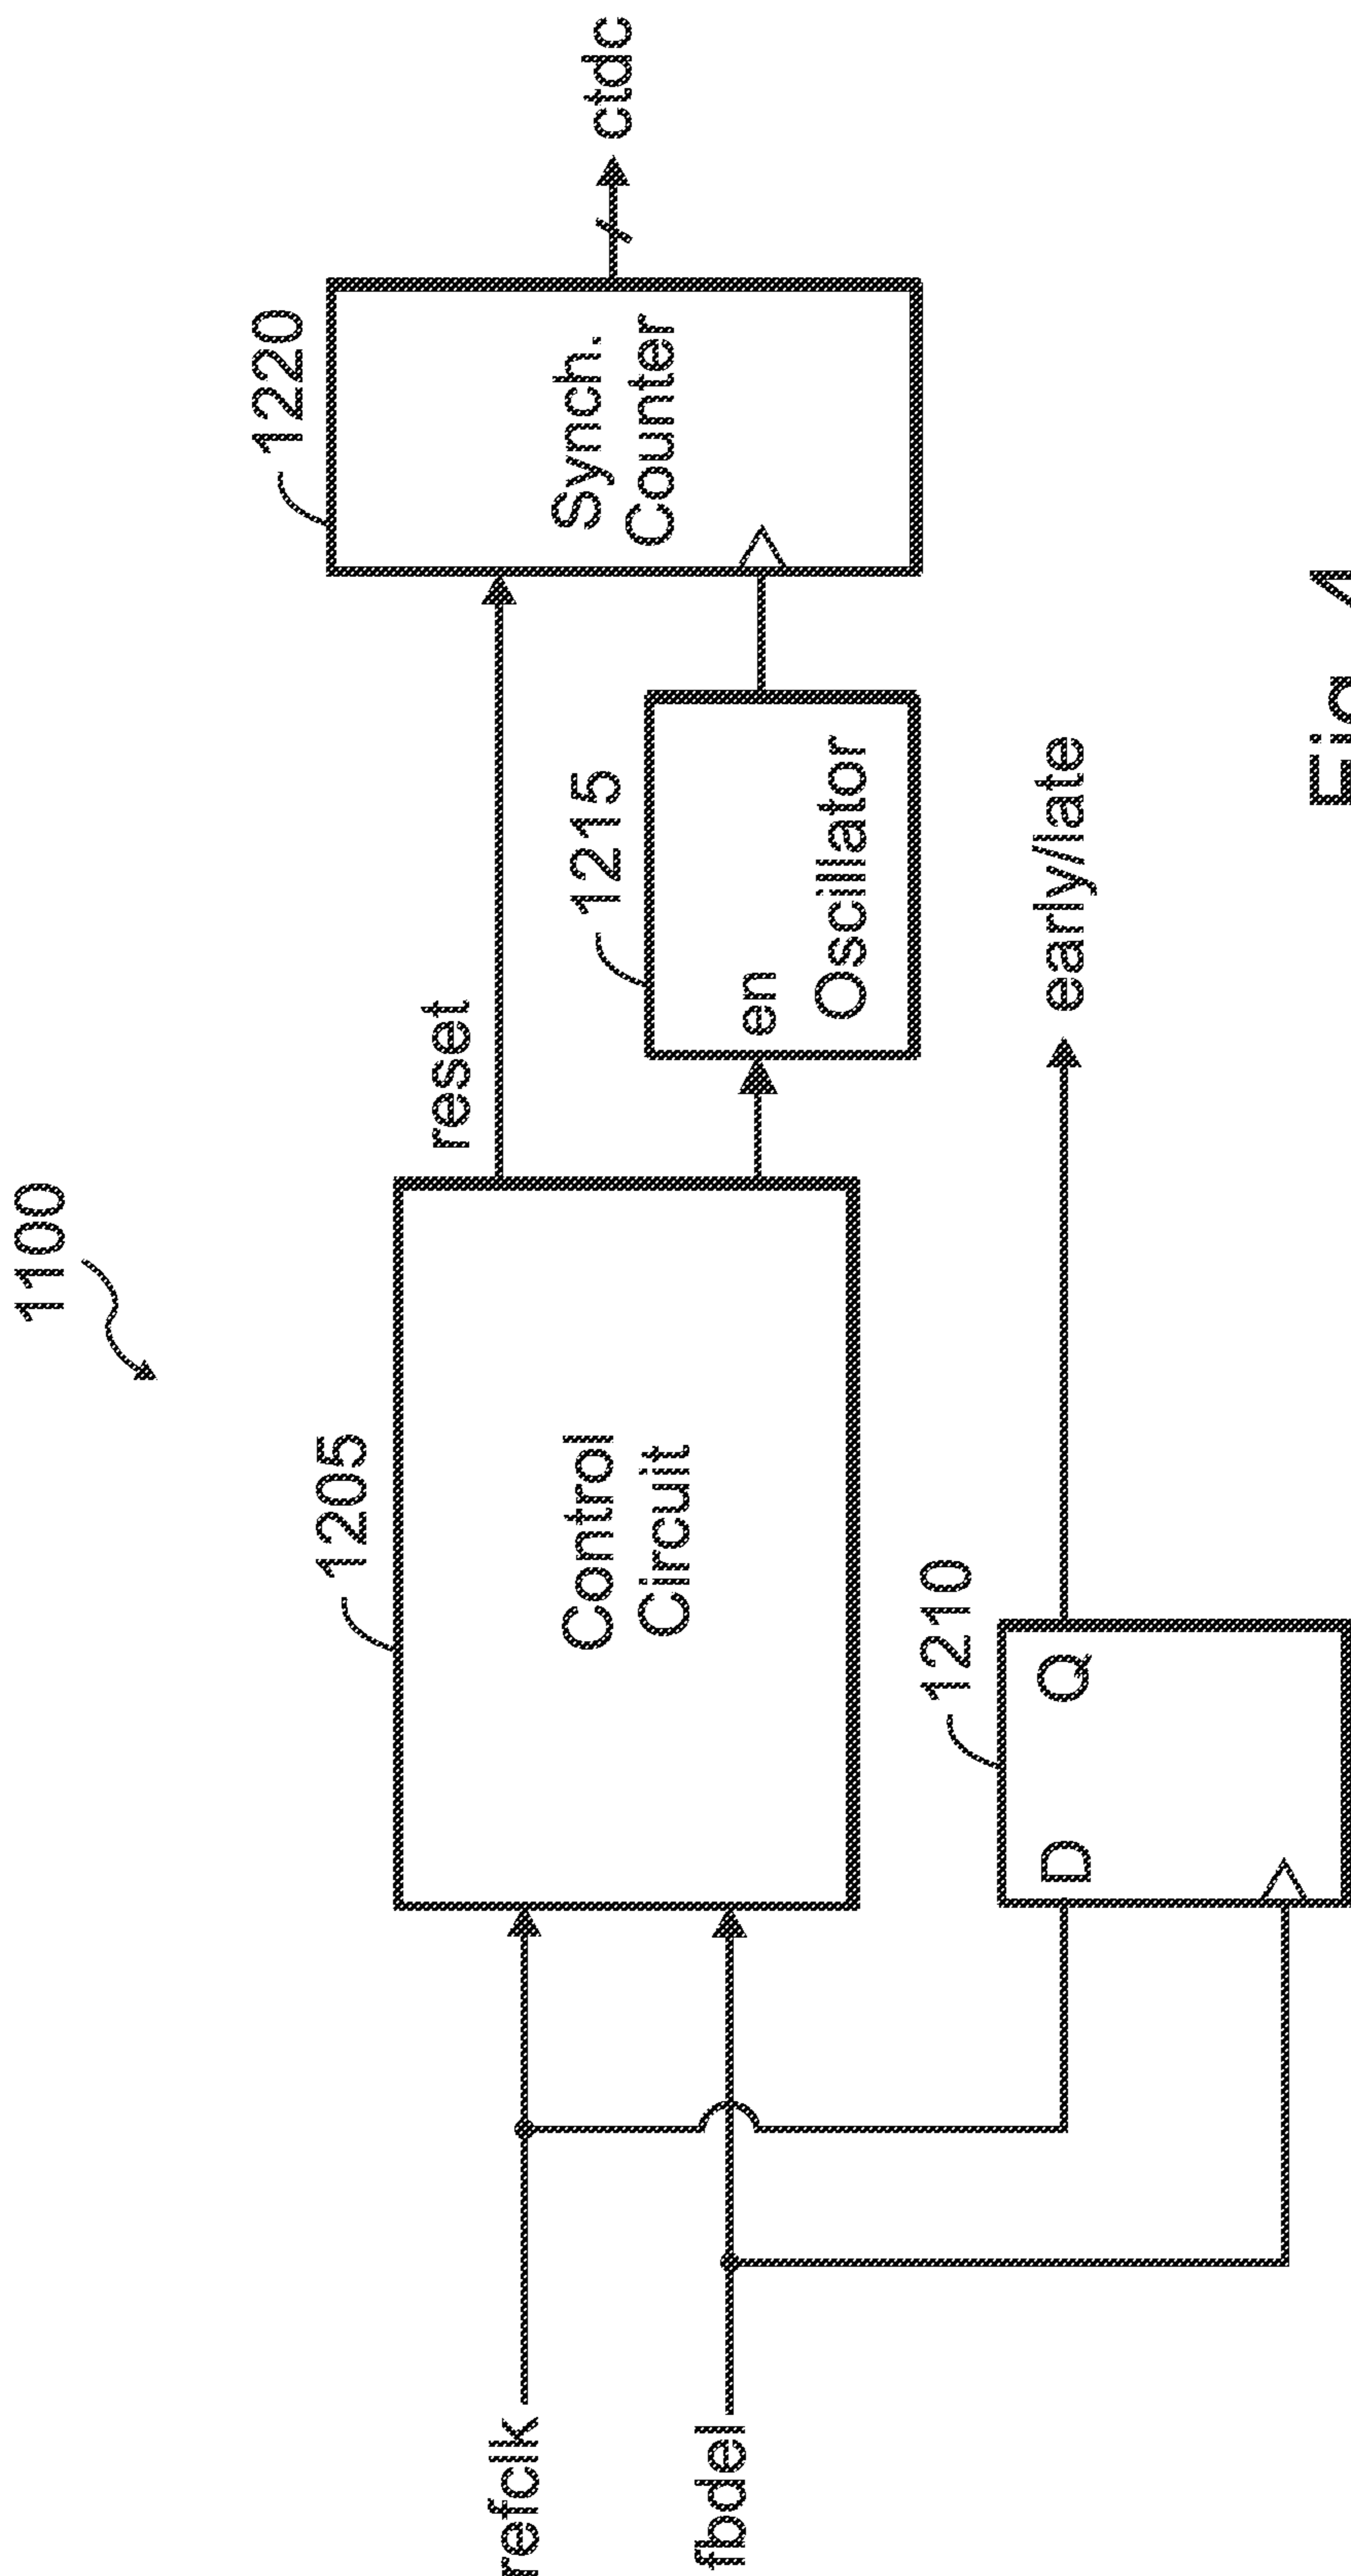 1100
1205
Control
Circuit
refclk
fbdel
reset
1215
en
Oscillator
1220
Synch.
Counter
ctdc
1210
D
Q
early/late